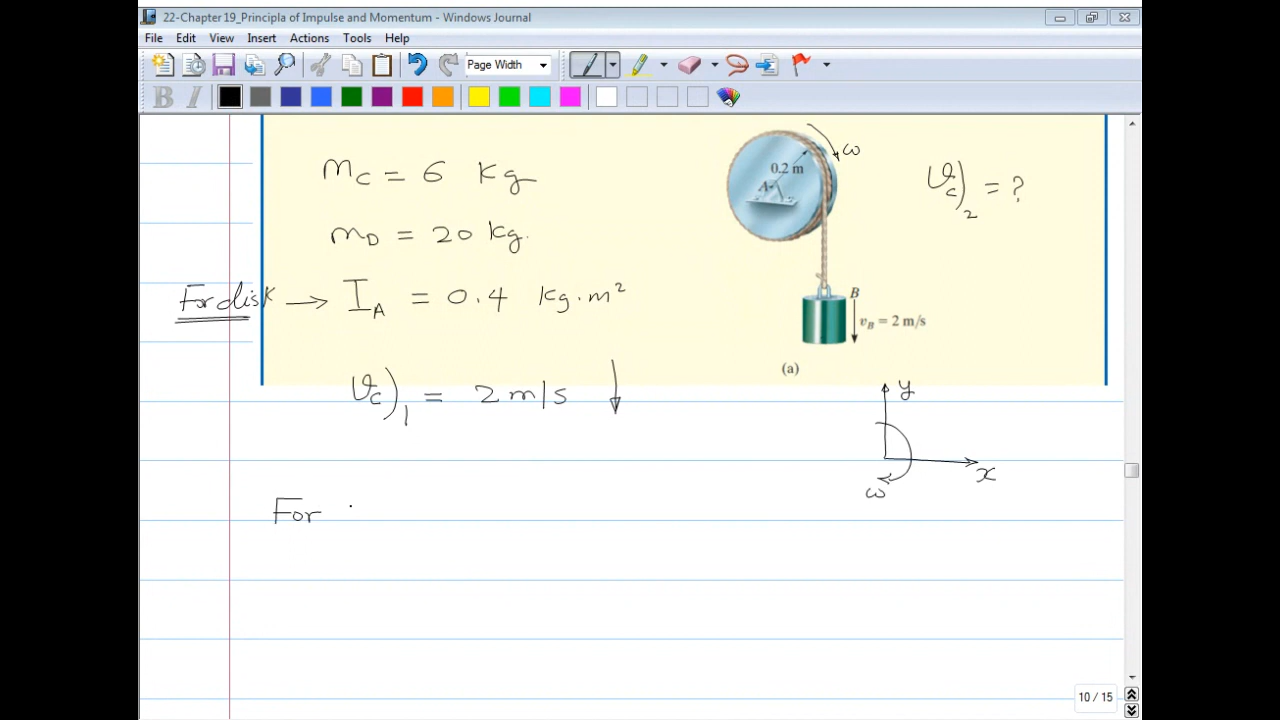 22-Chapter 19_Principla of Impulse and Momentum - Windows Journal
File Edit View Insert Actions Tools Help
Page Width
B I
m_C = 6 Kg
m_D = 20 kg.
For disk → I_A = 0.4 kg.m²
v_C)_1 = 2 m/s ↓
For
0.2 m
A
ω
v_C)_2 = ?
B
v_B = 2 m/s
(a)
y
x
ω
10 / 15